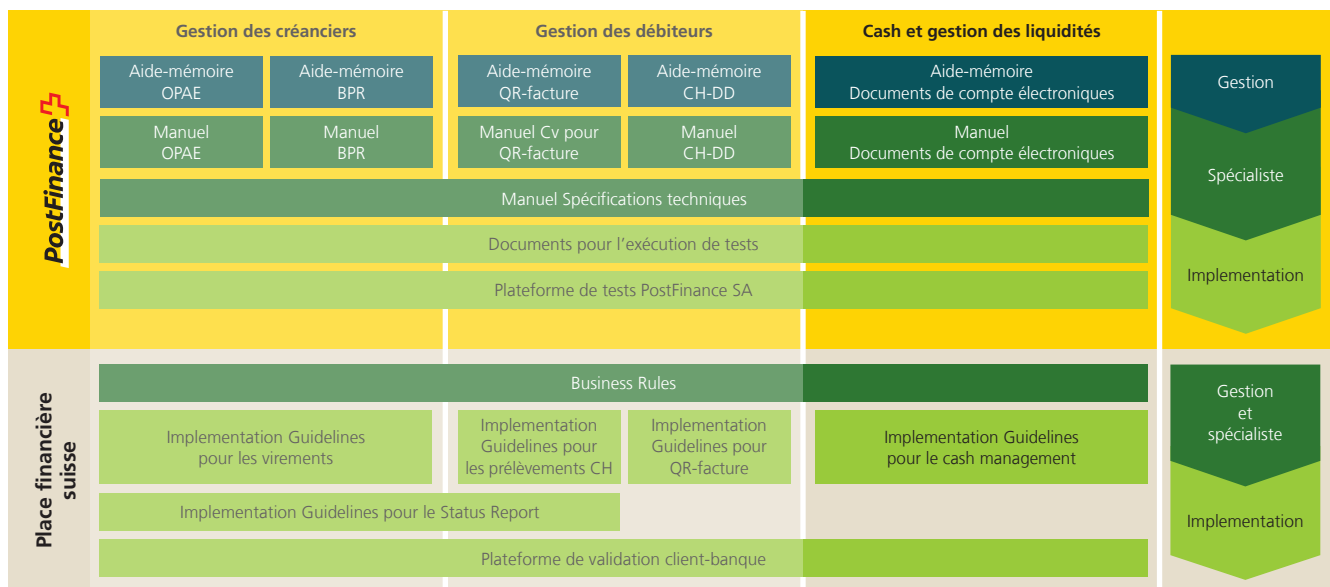 Gestion des créanciers
Gestion des débiteurs
Cash et gestion des liquidités
PostFinance
Aide-mémoire
OPAE
Aide-mémoire
BPR
Aide-mémoire
QR-facture
Aide-mémoire
CH-DD
Aide-mémoire
Documents de compte électroniques
Gestion
Manuel
OPAE
Manuel
BPR
Manuel Cv pour
QR-facture
Manuel
CH-DD
Manuel
Documents de compte électroniques
Spécialiste
Manuel Spécifications techniques
Documents pour l'exécution de tests
Plateforme de tests PostFinance SA
Implementation
Place financière
suisse
Business Rules
Gestion
et
spécialiste
Implementation Guidelines
pour les virements
Implementation
Guidelines pour
les prélèvements CH
Implementation
Guidelines pour
QR-facture
Implementation Guidelines
pour le cash management
Implementation Guidelines pour le Status Report
Implementation
Plateforme de validation client-banque